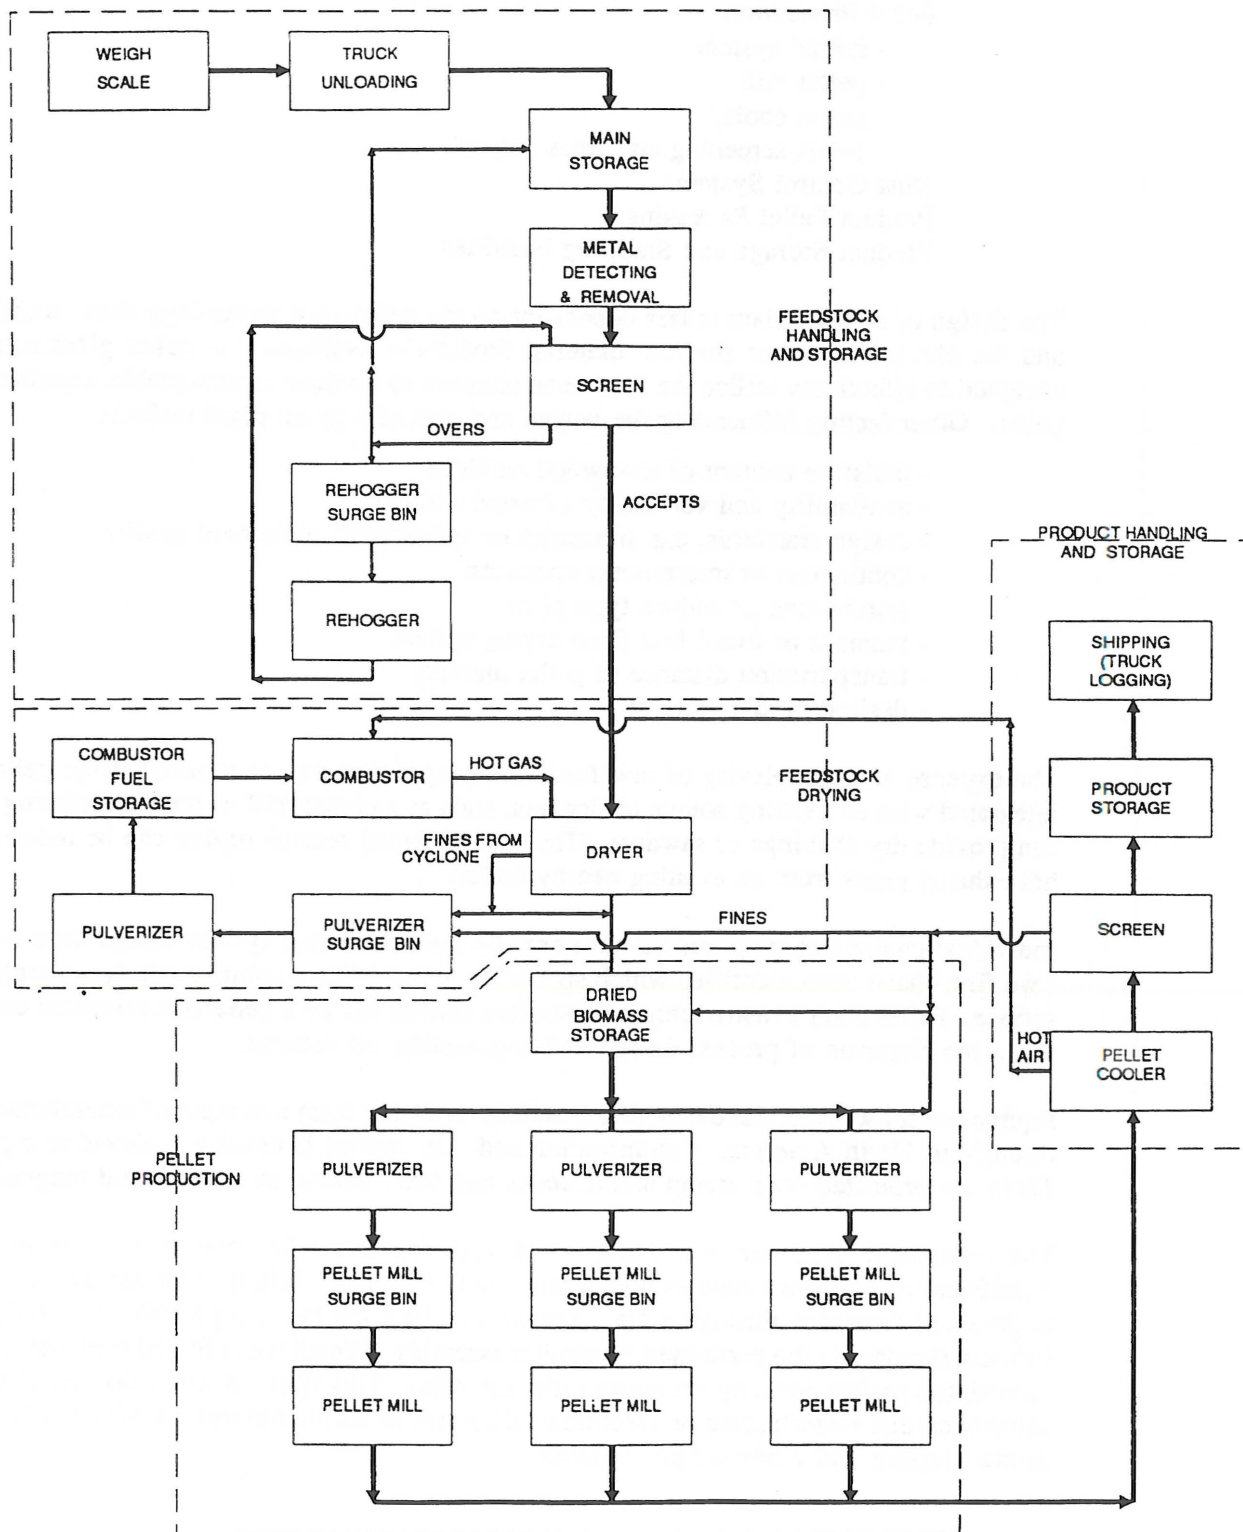 WEIGH
SCALE
TRUCK
UNLOADING
MAIN
STORAGE
METAL
DETECTING
& REMOVAL
FEEDSTOCK
HANDLING
AND STORAGE
SCREEN
OVERS
REHOGGER
SURGE BIN
ACCEPTS
REHOGGER
PRODUCT HANDLING
AND STORAGE
SHIPPING
(TRUCK
LOGGING)
COMBUSTOR
FUEL
STORAGE
COMBUSTOR
HOT GAS
FEEDSTOCK
DRYING
PRODUCT
STORAGE
FINES FROM
CYCLONE
DRYER
PULVERIZER
PULVERIZER
SURGE BIN
FINES
SCREEN
DRIED
BIOMASS
STORAGE
HOT
AIR
PELLET
COOLER
PELLET
PRODUCTION
PULVERIZER
PULVERIZER
PULVERIZER
PELLET MILL
SURGE BIN
PELLET MILL
SURGE BIN
PELLET MILL
SURGE BIN
PELLET MILL
PELLET MILL
PELLET MILL